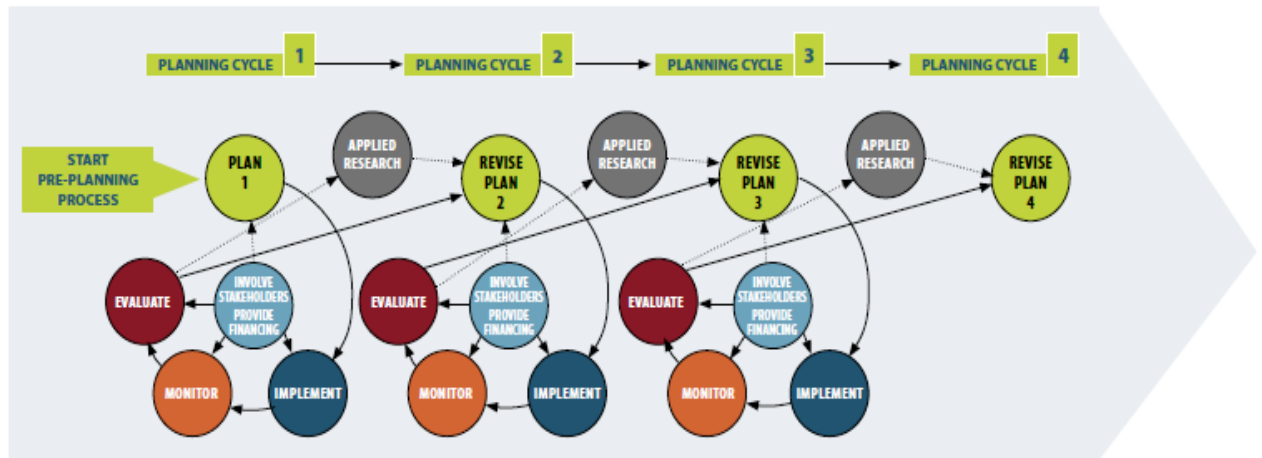 PLANNING CYCLE 1
PLANNING CYCLE 2
PLANNING CYCLE 3
PLANNING CYCLE 4
START
PRE-PLANNING
PROCESS
PLAN
1
APPLIED
RESEARCH
REVISE
PLAN
2
APPLIED
RESEARCH
REVISE
PLAN
3
APPLIED
RESEARCH
REVISE
PLAN
4
EVALUATE
INVOLVE
STAKEHOLDERS
PROVIDE
FINANCING
MONITOR
IMPLEMENT
EVALUATE
INVOLVE
STAKEHOLDERS
PROVIDE
FINANCING
MONITOR
IMPLEMENT
EVALUATE
INVOLVE
STAKEHOLDERS
PROVIDE
FINANCING
MONITOR
IMPLEMENT